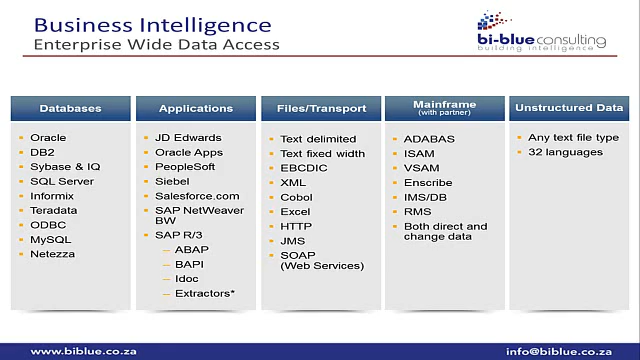 Business Intelligence
Enterprise Wide Data Access
bi-blue consulting
building intelligence
Databases
Oracle
DB2
Sybase & IQ
SQL Server
Informix
Teradata
ODBC
MySQL
Netezza
Applications
JD Edwards
Oracle Apps
PeopleSoft
Siebel
Salesforce.com
SAP NetWeaver
BW
SAP R/3
— ABAP
— BAPI
— Idoc
— Extractors*
Files/Transport
Text delimited
Text fixed width
EBCDIC
XML
Cobol
Excel
HTTP
JMS
SOAP
(Web Services)
Mainframe
(with partner)
ADABAS
ISAM
VSAM
Enscribe
IMS/DB
RMS
Both direct and
change data
Unstructured Data
Any text file type
32 languages
www.biblue.co.za
info@biblue.co.za